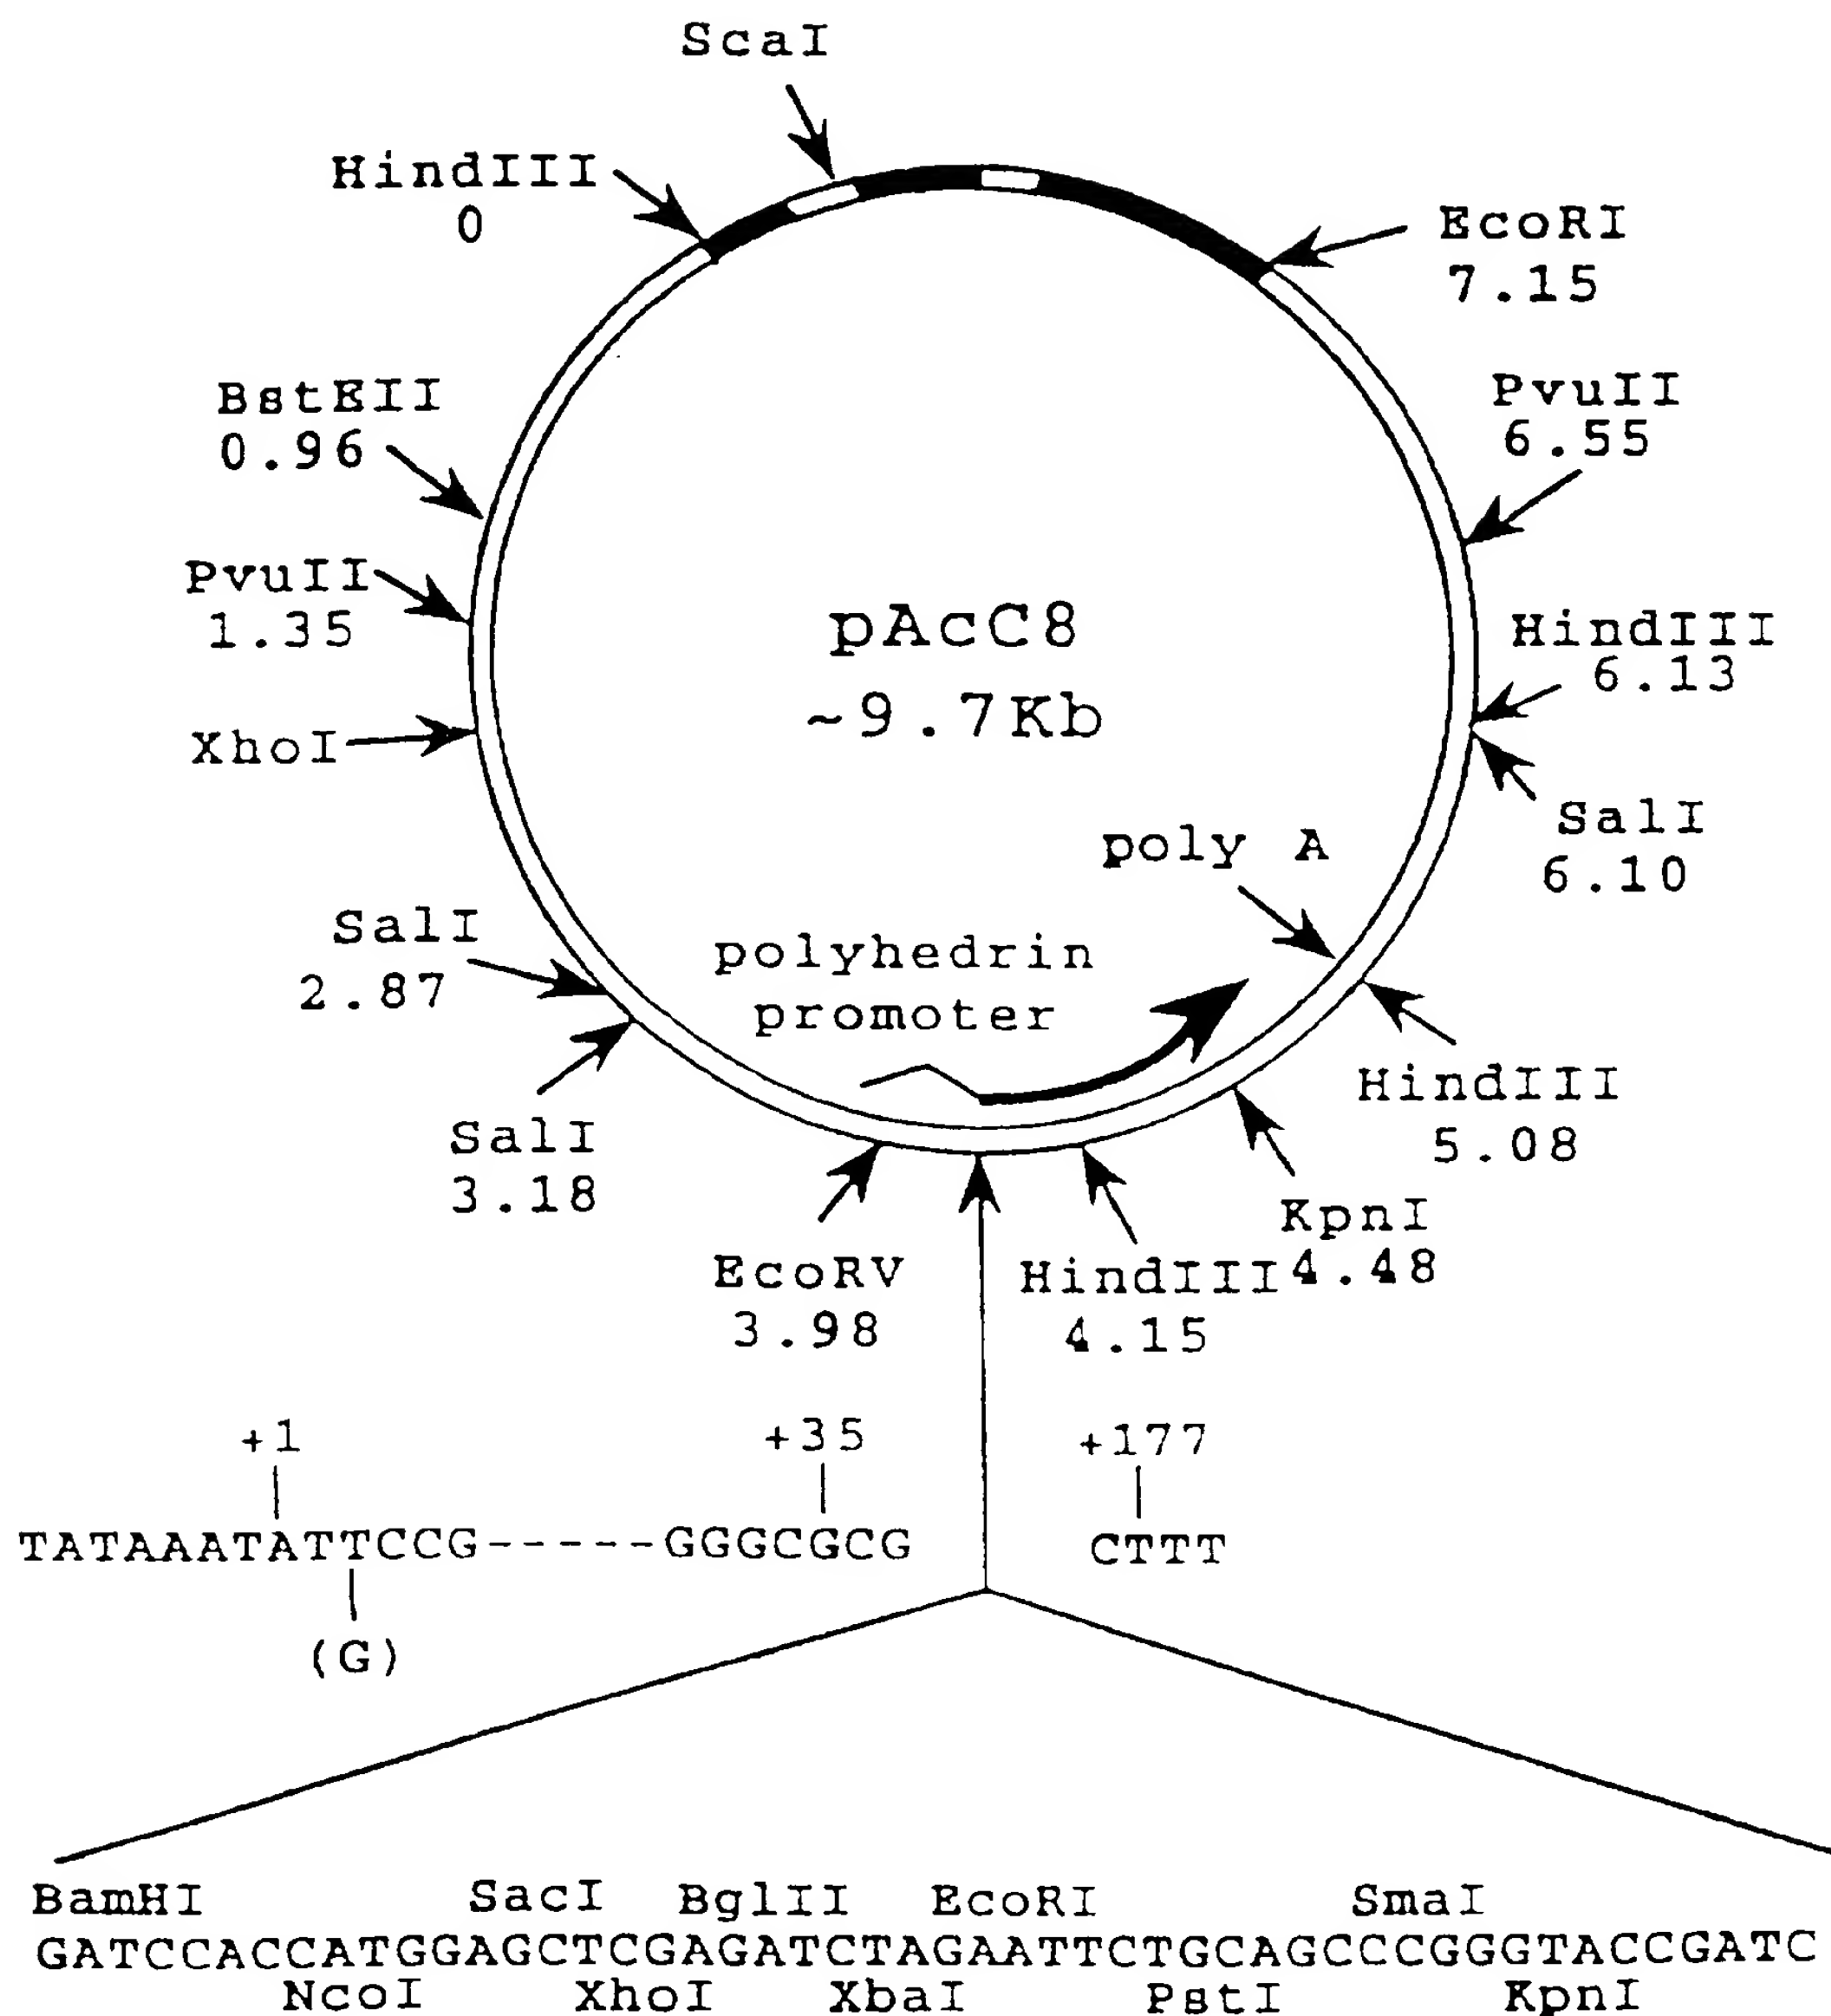 ScaI
HindIII
0
EcoRI
7.15
BstEII
0.96
PvuII
6.55
PvuII
1.35
pAcC8
~9.7Kb
HindIII
6.13
XhoI
SalI
6.10
poly A
SalI
2.87
polyhedrin
promoter
HindIII
5.08
SalI
3.18
KpnI
4.48
EcoRV
3.98
HindIII
4.15
+1
+35
+177
TATAAATATTCCG-----GGGCGCG
CTTT
(G)
BamHI SacI BglII EcoRI SmaI
GATCCACCATGGAGCTCGAGATCTAGAATTCTGCAGCCCGGGTACCGATC
NcoI XhoI XbaI PstI KpnI